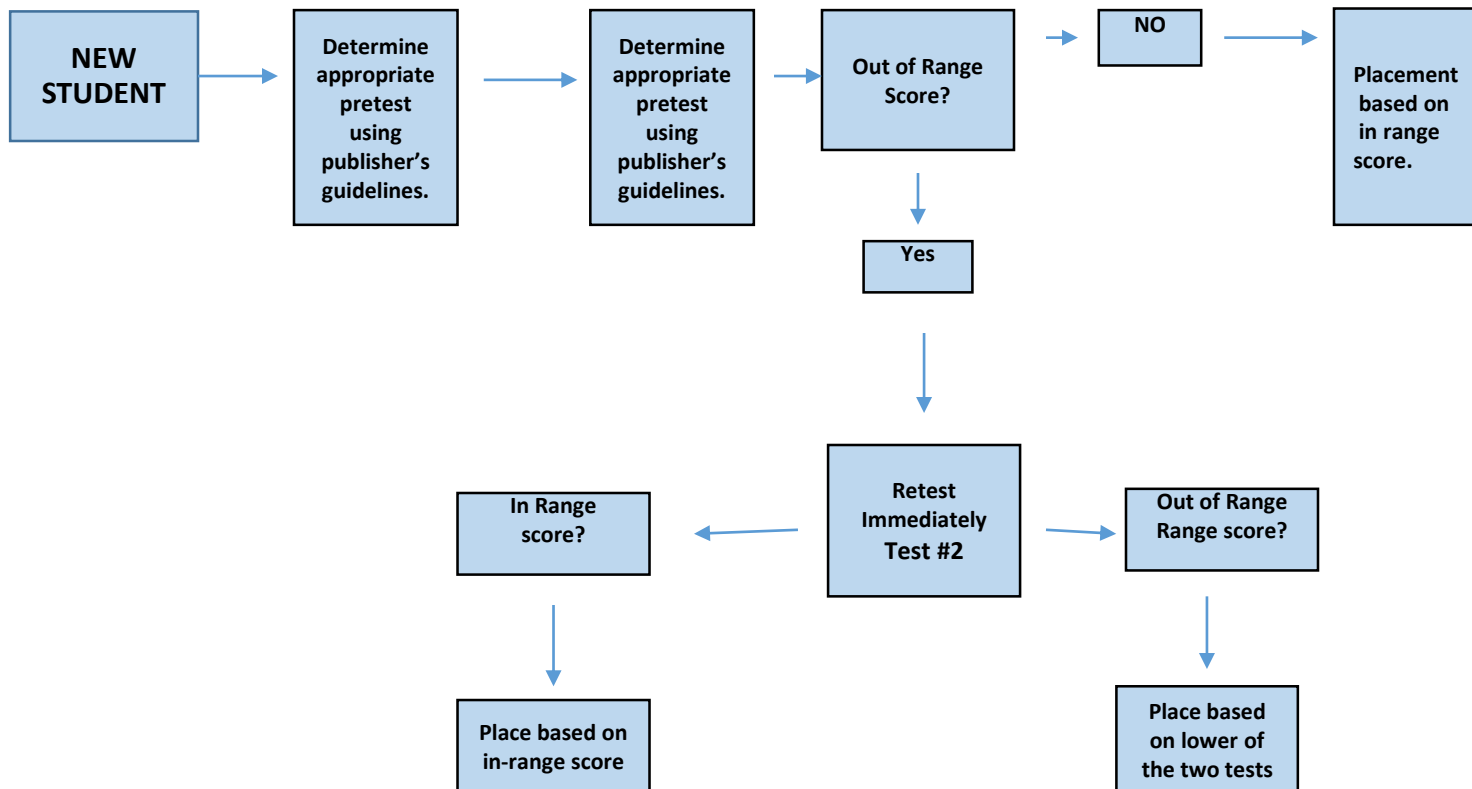 NEW
STUDENT
Determine
appropriate
pretest
using
publisher’s
guidelines.
Determine
appropriate
pretest
using
publisher’s
guidelines.
Out of Range
Score?
NO
Placement
based on
in range
score.
Yes
Retest
Immediately
Test #2
In Range
score?
Out of Range
Range score?
Place based on
in-range score
Place based
on lower of
the two tests